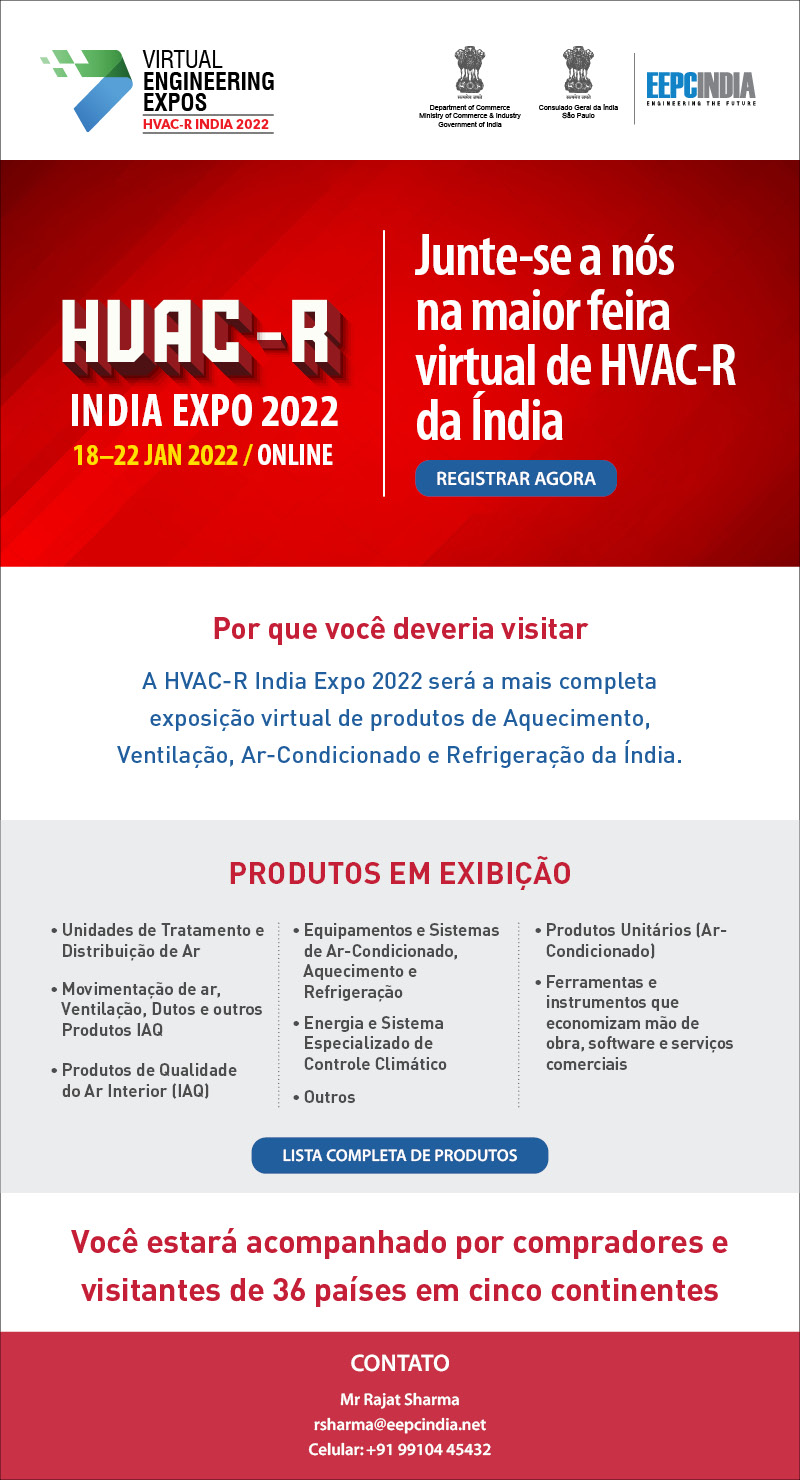 VIRTUAL
ENGINEERING
EXPOS
HVAC-R INDIA 2022
सत्यमेव जयते
Department of Commerce
Ministry of Commerce & Industry
Government of India
सत्यमेव जयते
Consulado Geral da Índia
São Paulo
EEPCINDIA
ENGINEERING THE FUTURE
HVAC-R
INDIA EXPO 2022
18–22 JAN 2022 / ONLINE
Junte-se a nós
na maior feira
virtual de HVAC-R
da Índia
REGISTRAR AGORA
Por que você deveria visitar
A HVAC-R India Expo 2022 será a mais completa
exposição virtual de produtos de Aquecimento,
Ventilação, Ar-Condicionado e Refrigeração da Índia.
PRODUTOS EM EXIBIÇÃO
• Unidades de Tratamento e
Distribuição de Ar
• Movimentação de ar,
Ventilação, Dutos e outros
Produtos IAQ
• Produtos de Qualidade
do Ar Interior (IAQ)
• Equipamentos e Sistemas
de Ar-Condicionado,
Aquecimento e
Refrigeração
• Energia e Sistema
Especializado de
Controle Climático
• Outros
• Produtos Unitários (Ar-
Condicionado)
• Ferramentas e
instrumentos que
economizam mão de
obra, software e serviços
comerciais
LISTA COMPLETA DE PRODUTOS
Você estará acompanhado por compradores e
visitantes de 36 países em cinco continentes
CONTATO
Mr Rajat Sharma
rsharma@eepcindia.net
Celular: +91 99104 45432